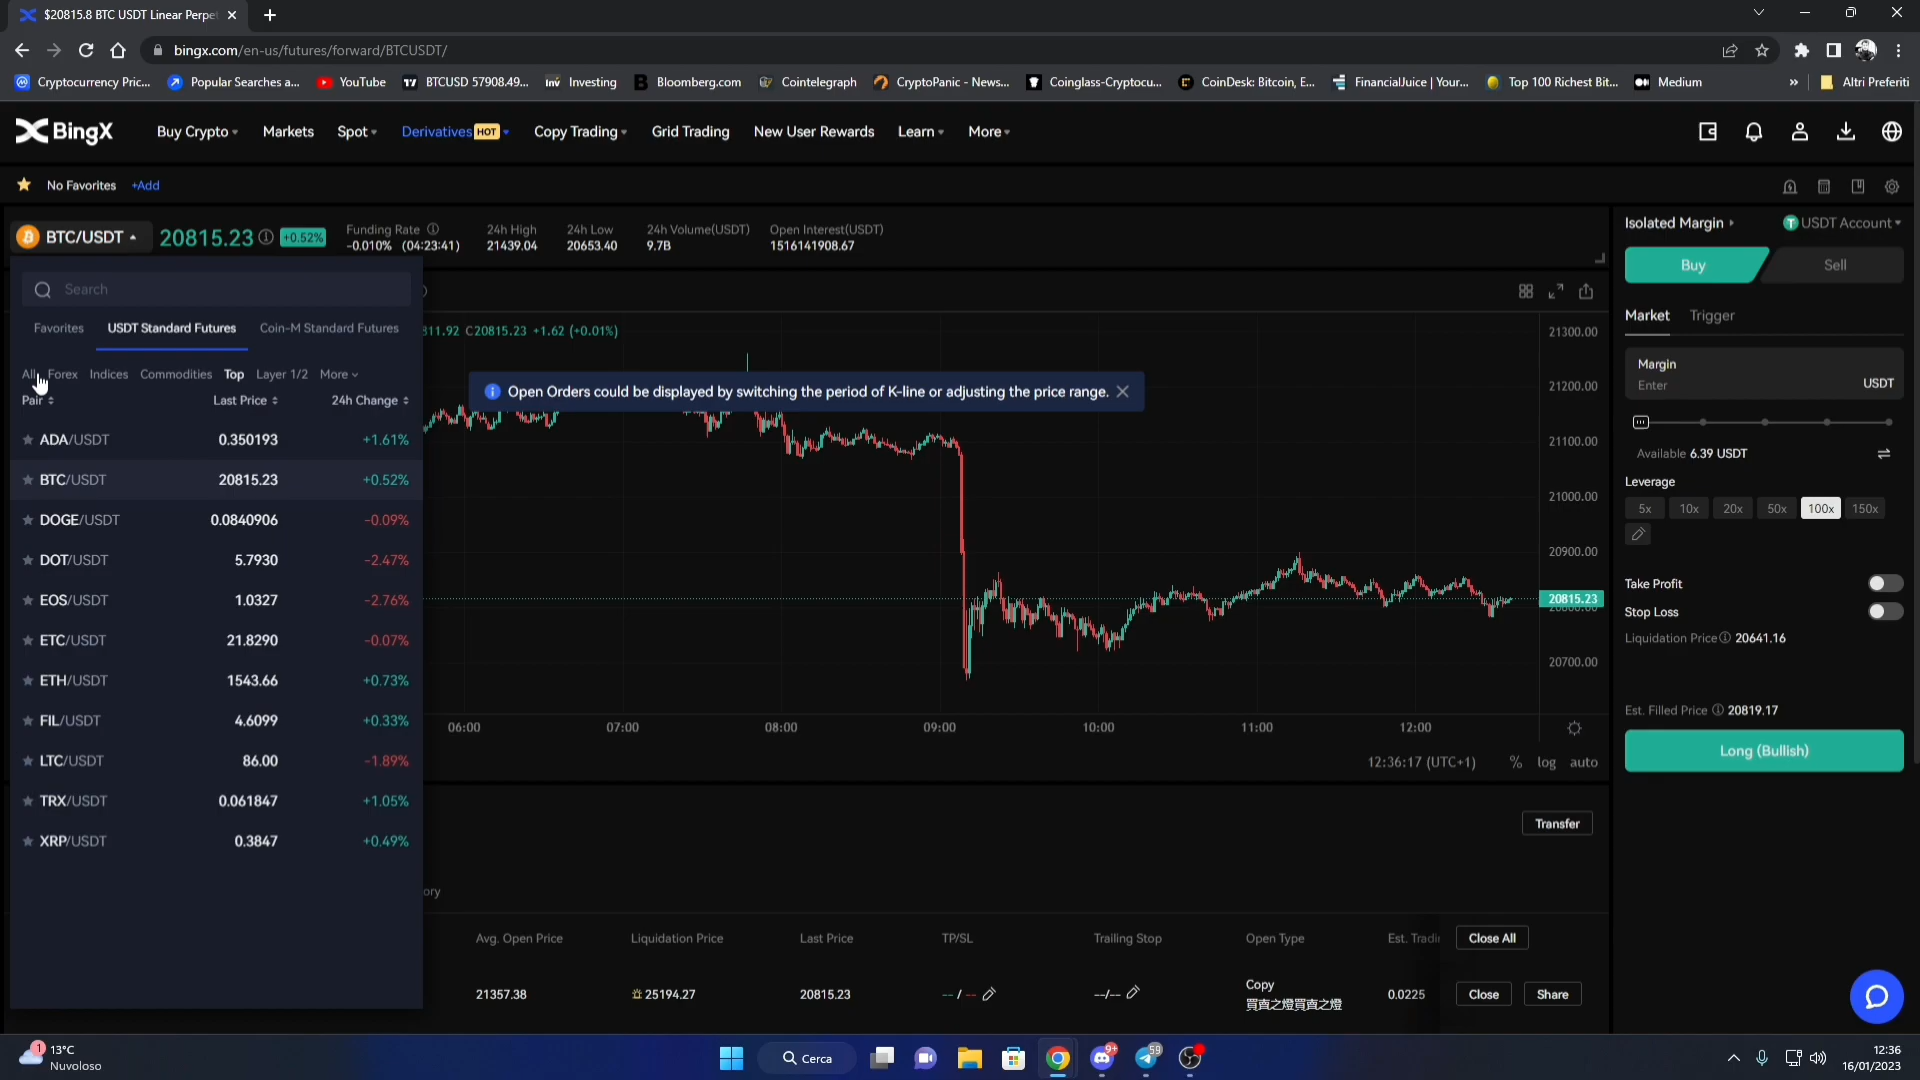 $20815.8 BTC USDT Linear Perpe
bingx.com/en-us/futures/forward/BTCUSDT/
Cryptocurrency Pric... Popular Searches a... YouTube BTCUSD 57908.49... Investing Bloomberg.com Cointelegraph CryptoPanic - News... Coinglass-Cryptocu... CoinDesk: Bitcoin, E... FinancialJuice | Your... Top 100 Richest Bit... Medium » Altri Preferiti
BingX Buy Crypto Markets Spot Derivatives HOT Copy Trading Grid Trading New User Rewards Learn More
No Favorites +Add
BTC/USDT 20815.23 +0.52%
Funding Rate 24h High 24h Low 24h Volume(USDT) Open Interest(USDT)
-0.010% (04:23:41) 21439.04 20653.40 9.7B 1516141908.67
Search
Favorites USDT Standard Futures Coin-M Standard Futures
All Forex Indices Commodities Top Layer 1/2 More
Pair Last Price 24h Change
ADA/USDT 0.350193 +1.61%
BTC/USDT 20815.23 +0.52%
DOGE/USDT 0.0840906 -0.09%
DOT/USDT 5.7930 -2.47%
EOS/USDT 1.0327 -2.76%
ETC/USDT 21.8290 -0.07%
ETH/USDT 1543.66 +0.73%
FIL/USDT 4.6099 +0.33%
LTC/USDT 86.00 -1.89%
TRX/USDT 0.061847 +1.05%
XRP/USDT 0.3847 +0.49%
311.92 C20815.23 +1.62 (+0.01%)
Open Orders could be displayed by switching the period of K-line or adjusting the price range.
21300.00
21200.00
21100.00
21000.00
20900.00
20815.23
20700.00
06:00 07:00 08:00 09:00 10:00 11:00 12:00
12:36:17 (UTC+1) % log auto
Transfer
ory
Avg. Open Price Liquidation Price Last Price TP/SL Trailing Stop Open Type Est. Tradi Close All
21357.38 25194.27 20815.23 -- / -- --/-- Copy 0.0225 Close Share
Isolated Margin USDT Account
Buy Sell
Market Trigger
Margin
Enter USDT
Available 6.39 USDT
Leverage
5x 10x 20x 50x 100x 150x
Take Profit
Stop Loss
Liquidation Price 20641.16
Est. Filled Price 20819.17
Long (Bullish)
1 13°C
Nuvoloso
Cerca
9+
59
12:36
16/01/2023